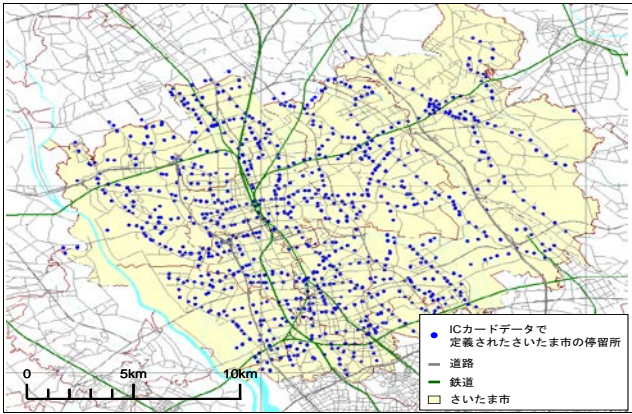 ICカードデータで
定義されたさいたま市の停留所
道路
鉄道
さいたま市
0 5km 10km